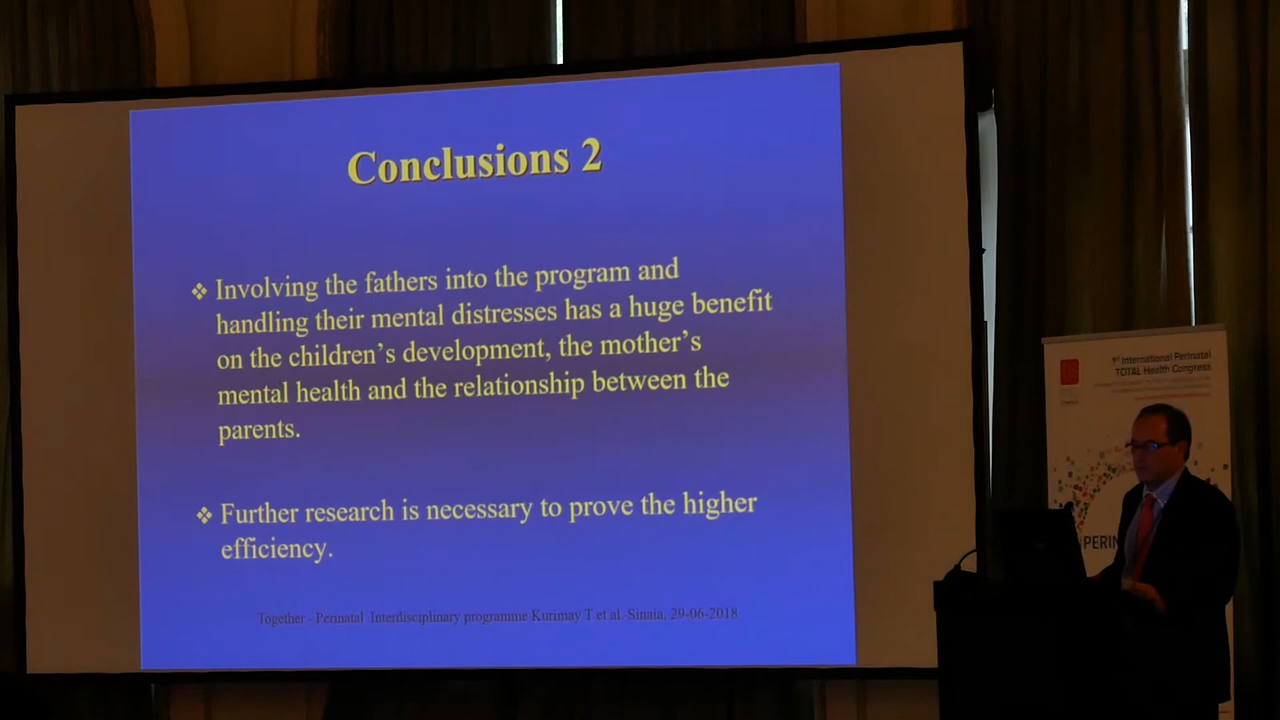 Conclusions 2
❖ Involving the fathers into the program and
handling their mental distresses has a huge benefit
on the children's development, the mother's
mental health and the relationship between the
parents.
❖ Further research is necessary to prove the higher
efficiency.
Together - Perinatal Interdisciplinary programme Kurimay T et al. Sinaia, 29-06-2018
1st International Perinatal
TOTAL Health Congress
PERIN